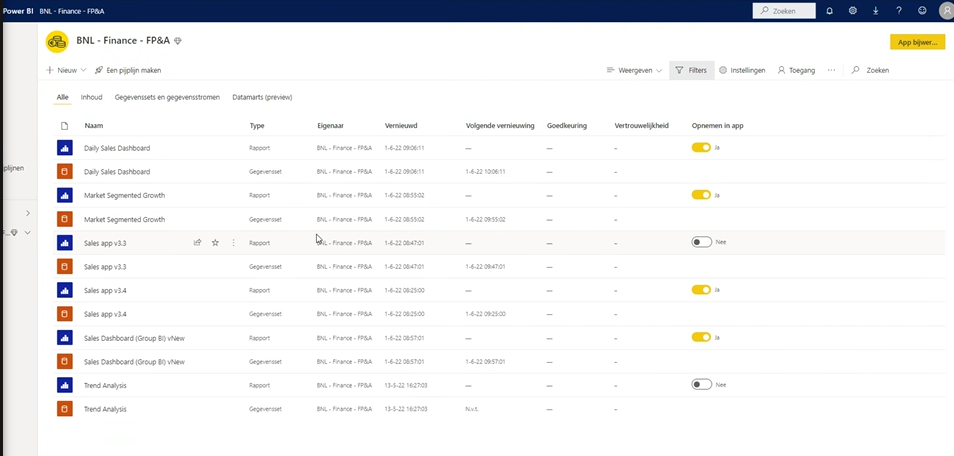 Power BI BNL - Finance - FP&A Zoeken
BNL - Finance - FP&A App bijwer...
Nieuw Een pijplijn maken Weergeven Filters Instellingen Toegang ... Zoeken
Alle Inhoud Gegevenssets en gegevensstromen Datamarts (preview)
Naam Type Eigenaar Vernieuwd Volgende vernieuwing Goedkeuring Vertrouwelijkheid Opnemen in app
Daily Sales Dashboard Rapport BNL - Finance - FP&A 1-6-22 09:06:11 — — – Ja
plijnen
Daily Sales Dashboard Gegevensset BNL - Finance - FP&A 1-6-22 09:06:11 1-6-22 10:06:11 — –
Market Segmented Growth Rapport BNL - Finance - FP&A 1-6-22 08:55:02 — — – Ja
Market Segmented Growth Gegevensset BNL - Finance - FP&A 1-6-22 08:55:02 1-6-22 09:55:02 — –
F...
Sales app v3.3 Rapport BNL - Finance - FP&A 1-6-22 08:47:01 — — – Nee
Sales app v3.3 Gegevensset BNL - Finance - FP&A 1-6-22 08:47:01 1-6-22 09:47:01 — –
Sales app v3.4 Rapport BNL - Finance - FP&A 1-6-22 08:25:00 — — – Ja
Sales app v3.4 Gegevensset BNL - Finance - FP&A 1-6-22 08:25:00 1-6-22 09:25:00 — –
Sales Dashboard (Group BI) vNew Rapport BNL - Finance - FP&A 1-6-22 08:57:01 — — – Ja
Sales Dashboard (Group BI) vNew Gegevensset BNL - Finance - FP&A 1-6-22 08:57:01 1-6-22 09:57:01 — –
Trend Analysis Rapport BNL - Finance - FP&A 13-5-22 16:27:03 — — – Nee
Trend Analysis Gegevensset BNL - Finance - FP&A 13-5-22 16:27:03 N.v.t. — –